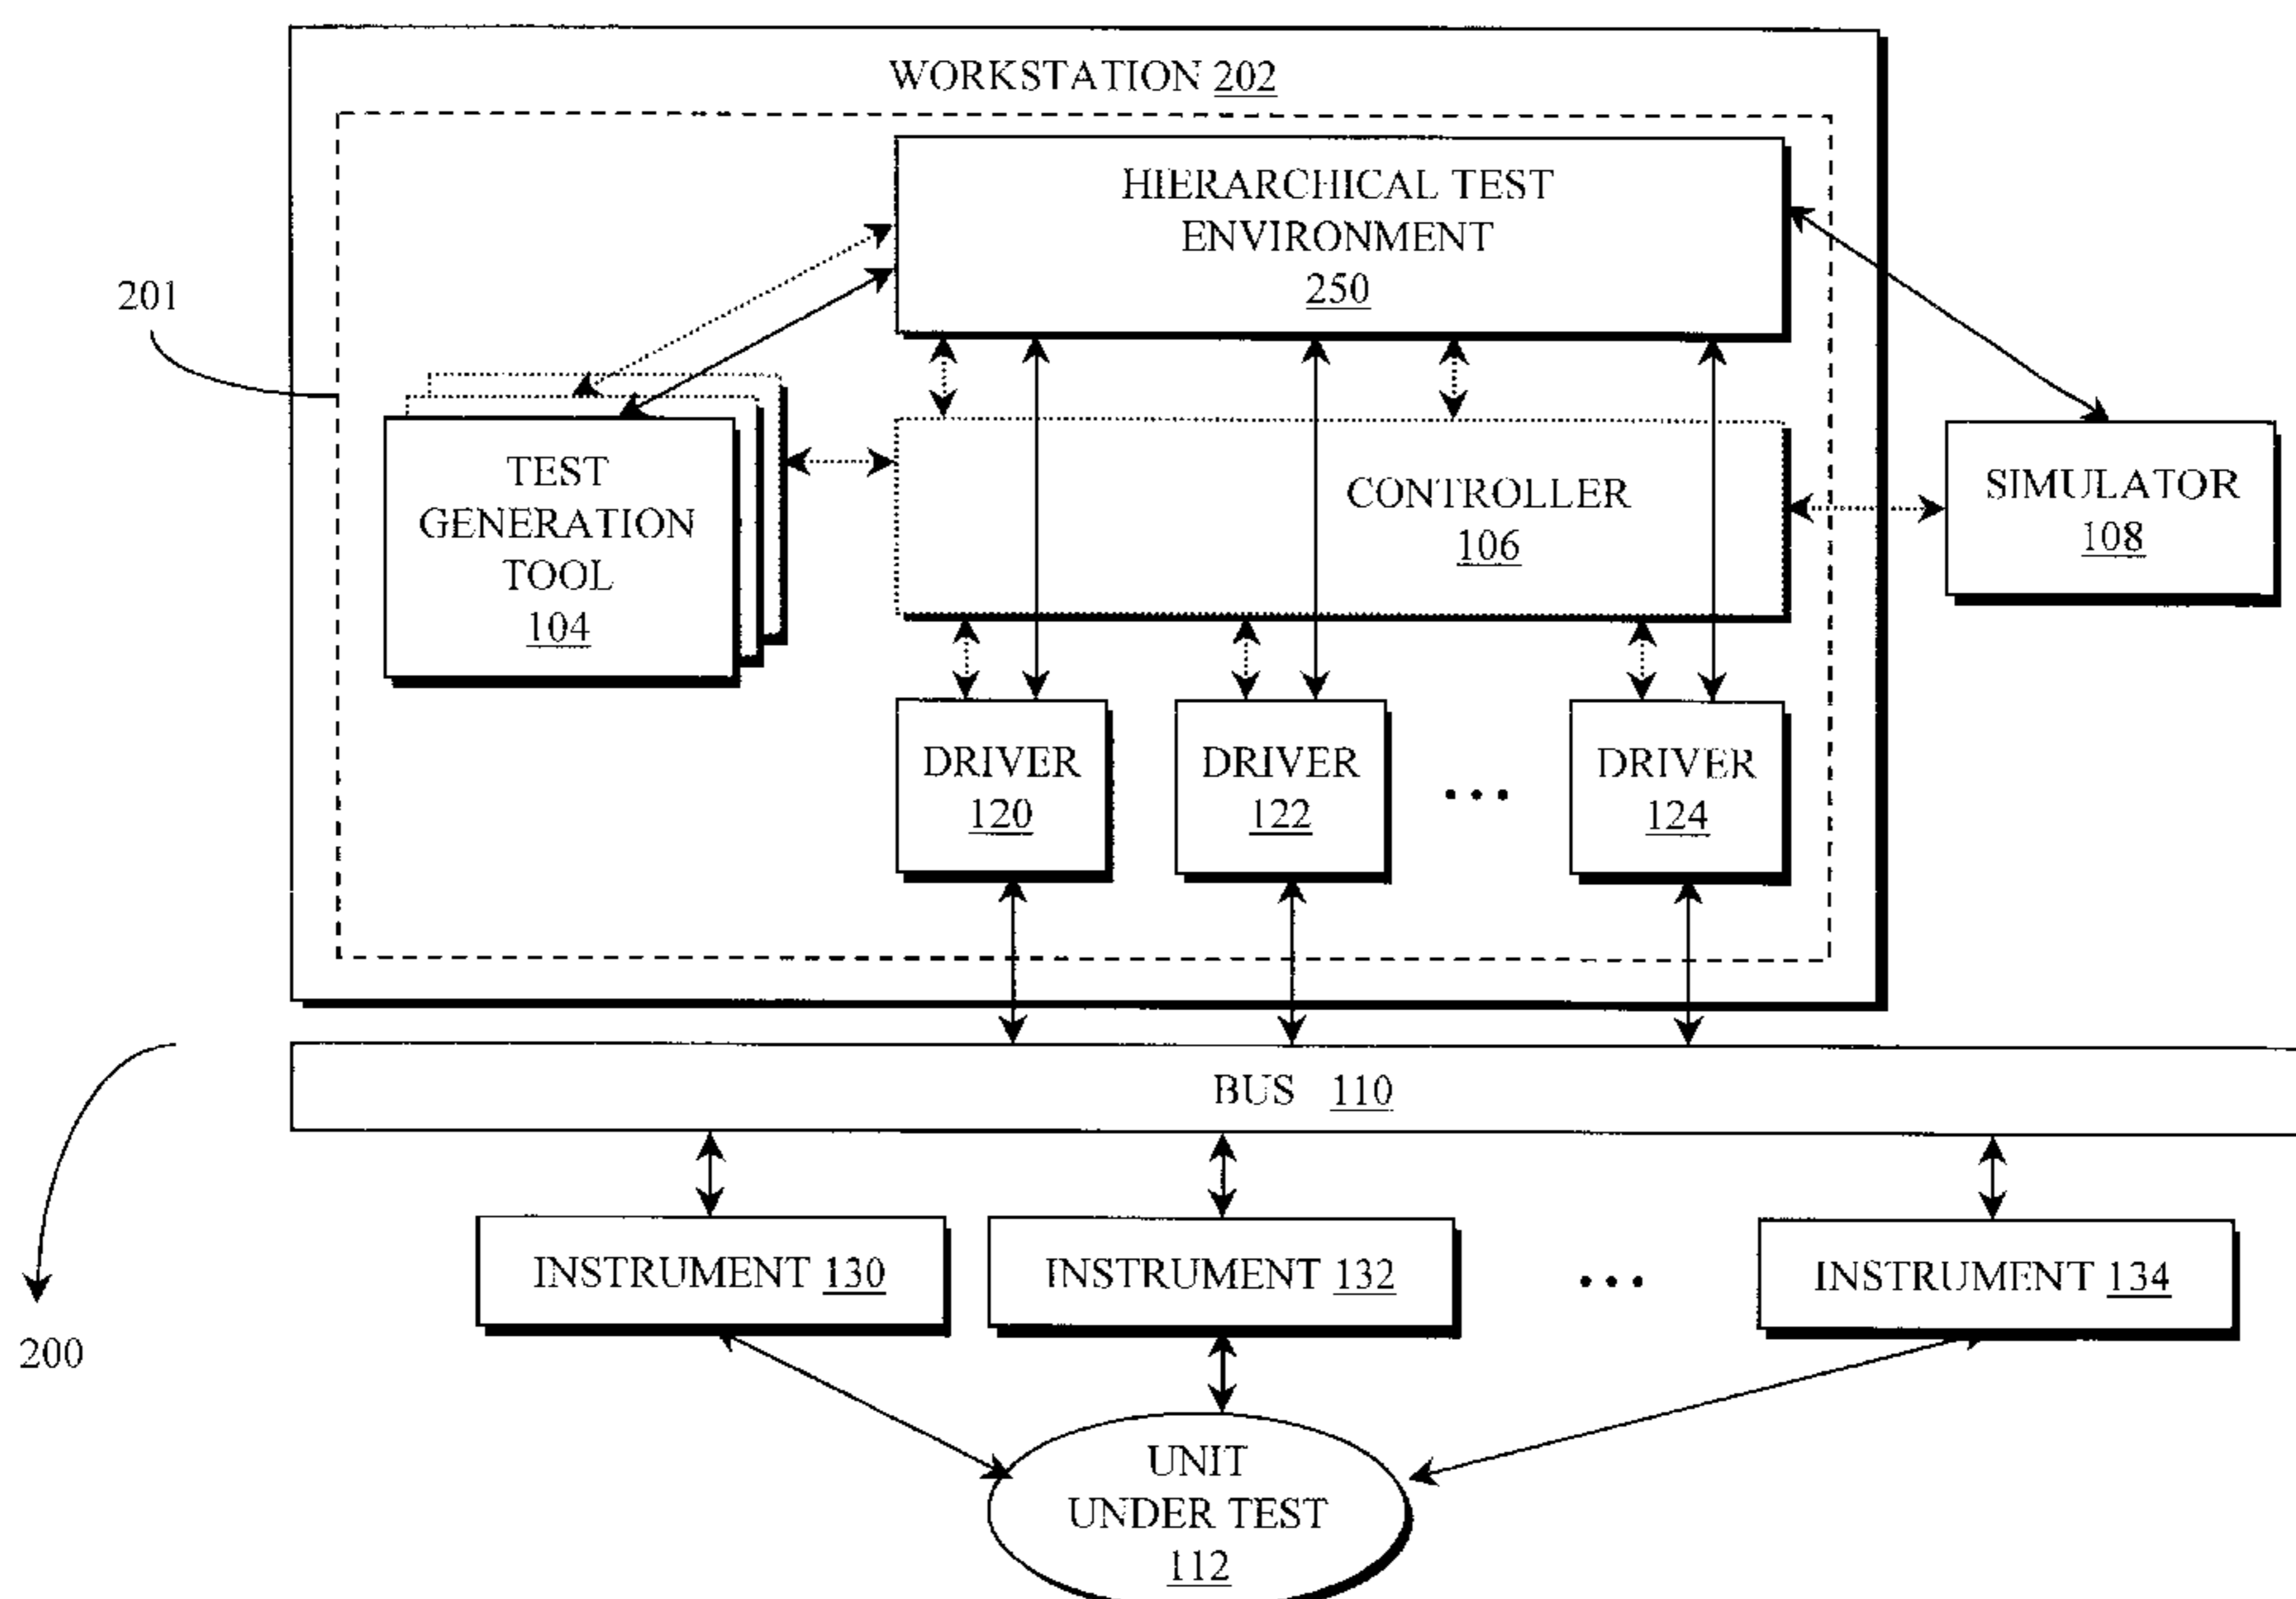 WORKSTATION 202
HIERARCHICAL TEST
ENVIRONMENT
250
201
TEST
GENERATION
TOOL
104
CONTROLLER
106
SIMULATOR
108
DRIVER
120
DRIVER
122
...
DRIVER
124
BUS 110
INSTRUMENT 130
INSTRUMENT 132
...
INSTRUMENT 134
200
UNIT
UNDER TEST
112